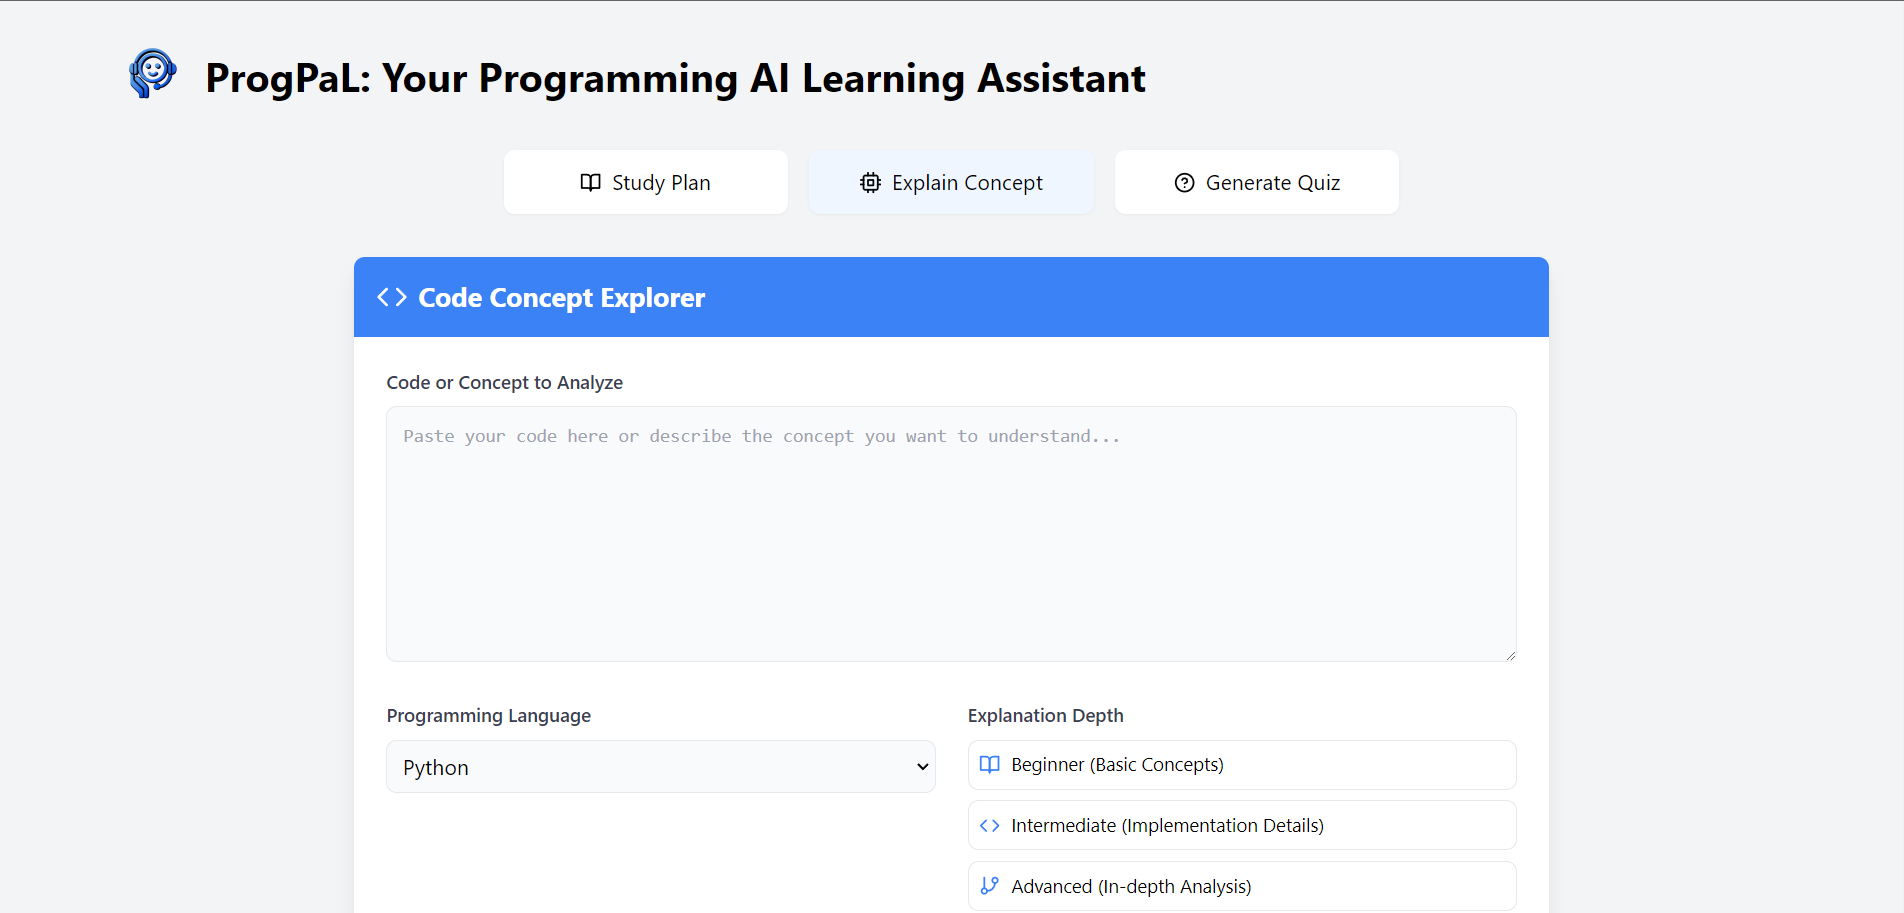 ProgPaL: Your Programming AI Learning Assistant
Study Plan
Explain Concept
Generate Quiz
Code Concept Explorer
Code or Concept to Analyze
Paste your code here or describe the concept you want to understand...
Programming Language
Python
Explanation Depth
Beginner (Basic Concepts)
Intermediate (Implementation Details)
Advanced (In-depth Analysis)